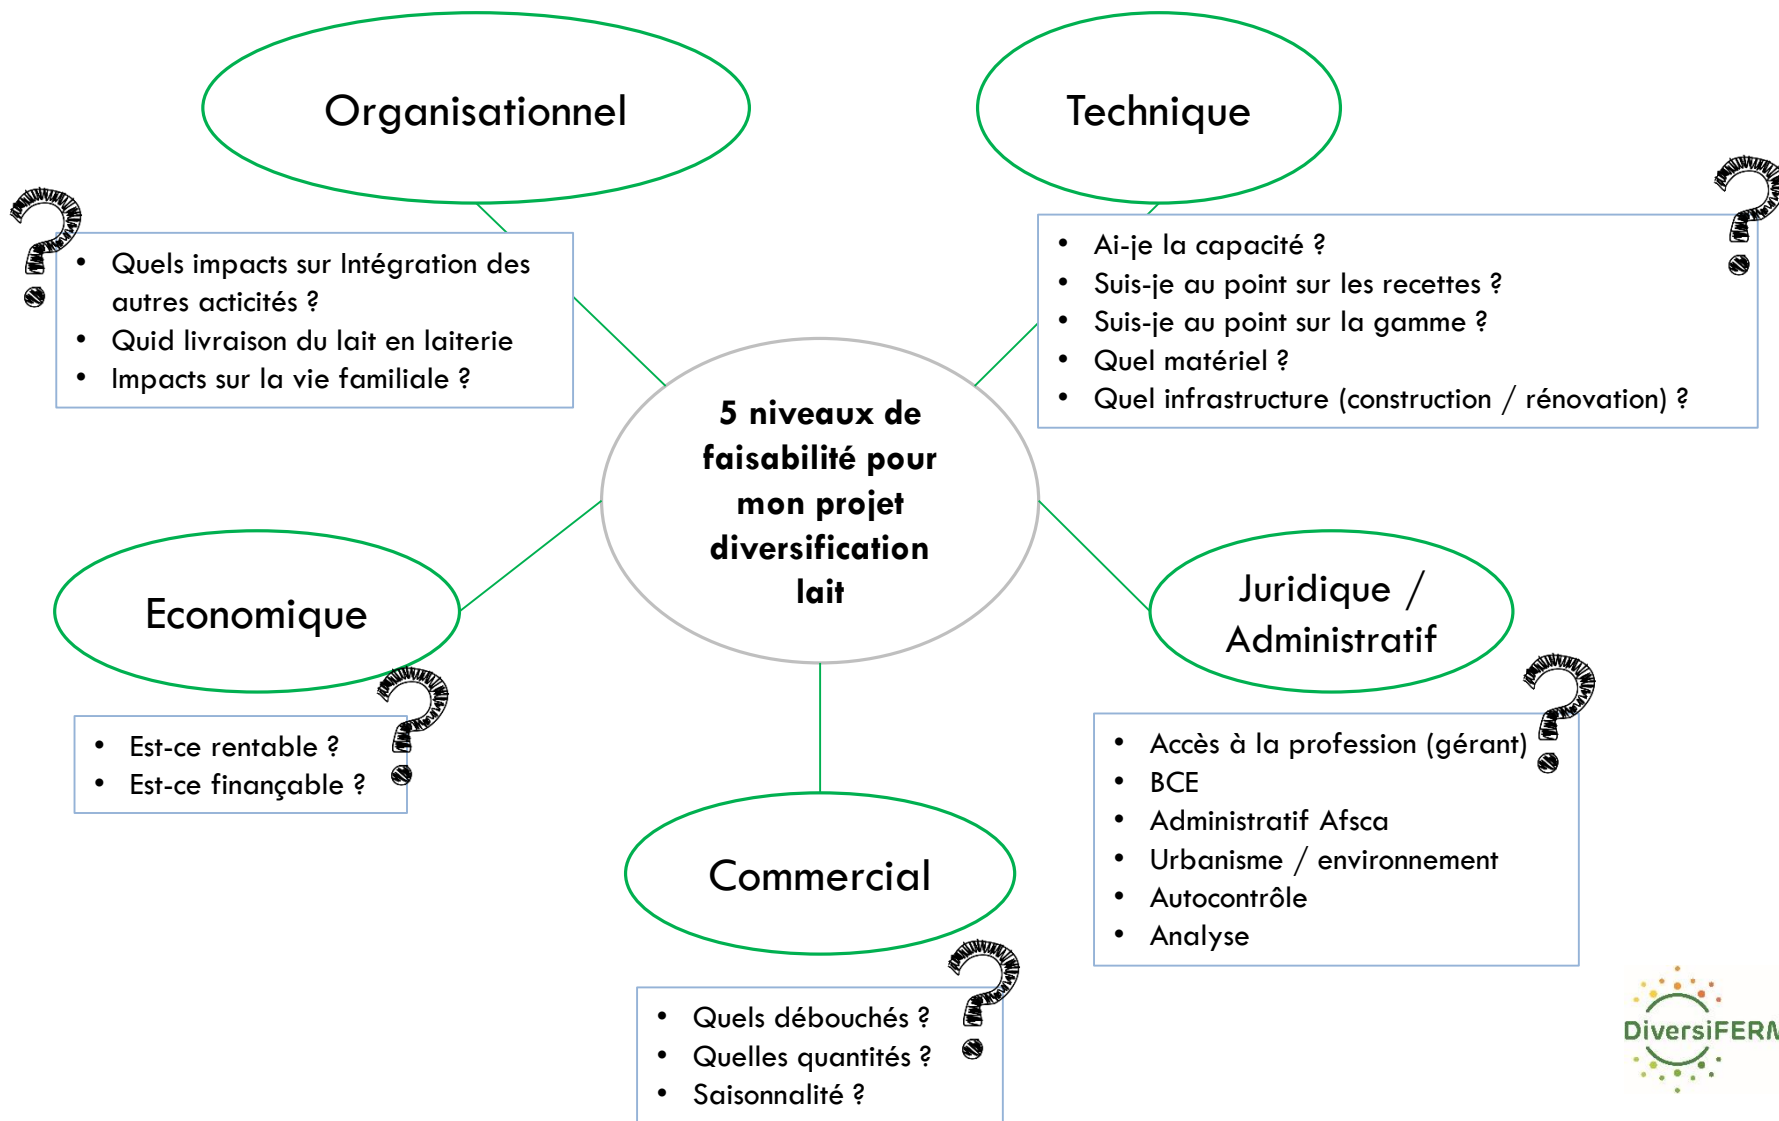 Organisationnel
• Quels impacts sur Intégration des
autres acticités ?
• Quid livraison du lait en laiterie
• Impacts sur la vie familiale ?
Technique
• Ai-je la capacité ?
• Suis-je au point sur les recettes ?
• Suis-je au point sur la gamme ?
• Quel matériel ?
• Quel infrastructure (construction / rénovation) ?
5 niveaux de
faisabilité pour
mon projet
diversification
lait
Economique
• Est-ce rentable ?
• Est-ce finançable ?
Juridique /
Administratif
• Accès à la profession (gérant)
• BCE
• Administratif Afsca
• Urbanisme / environnement
• Autocontrôle
• Analyse
Commercial
• Quels débouchés ?
• Quelles quantités ?
• Saisonnalité ?
DiversiFERM